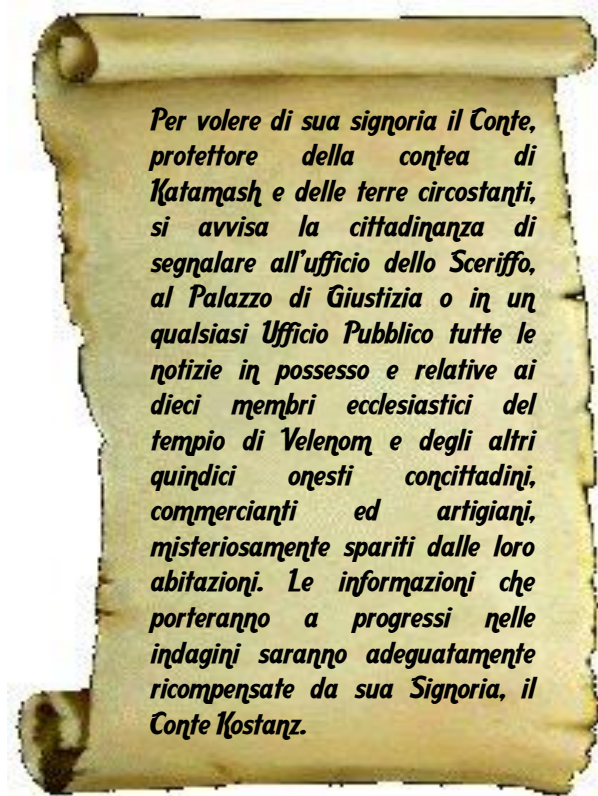 Per volere di sua signoria il Conte,
protettore della contea di
Katamash e delle terre circostanti,
si avvisa la cittadinanza di
segnalare all'ufficio dello Sceriffo,
al Palazzo di Giustizia o in un
qualsiasi Ufficio Pubblico tutte le
notizie in possesso e relative ai
dieci membri ecclesiastici del
tempio di Velenom e degli altri
quindici onesti concittadini,
commercianti ed artigiani,
misteriosamente spariti dalle loro
abitazioni. Le informazioni che
porteranno a progressi nelle
indagini saranno adeguatamente
ricompensate da sua Signoria, il
Conte Kostanz.